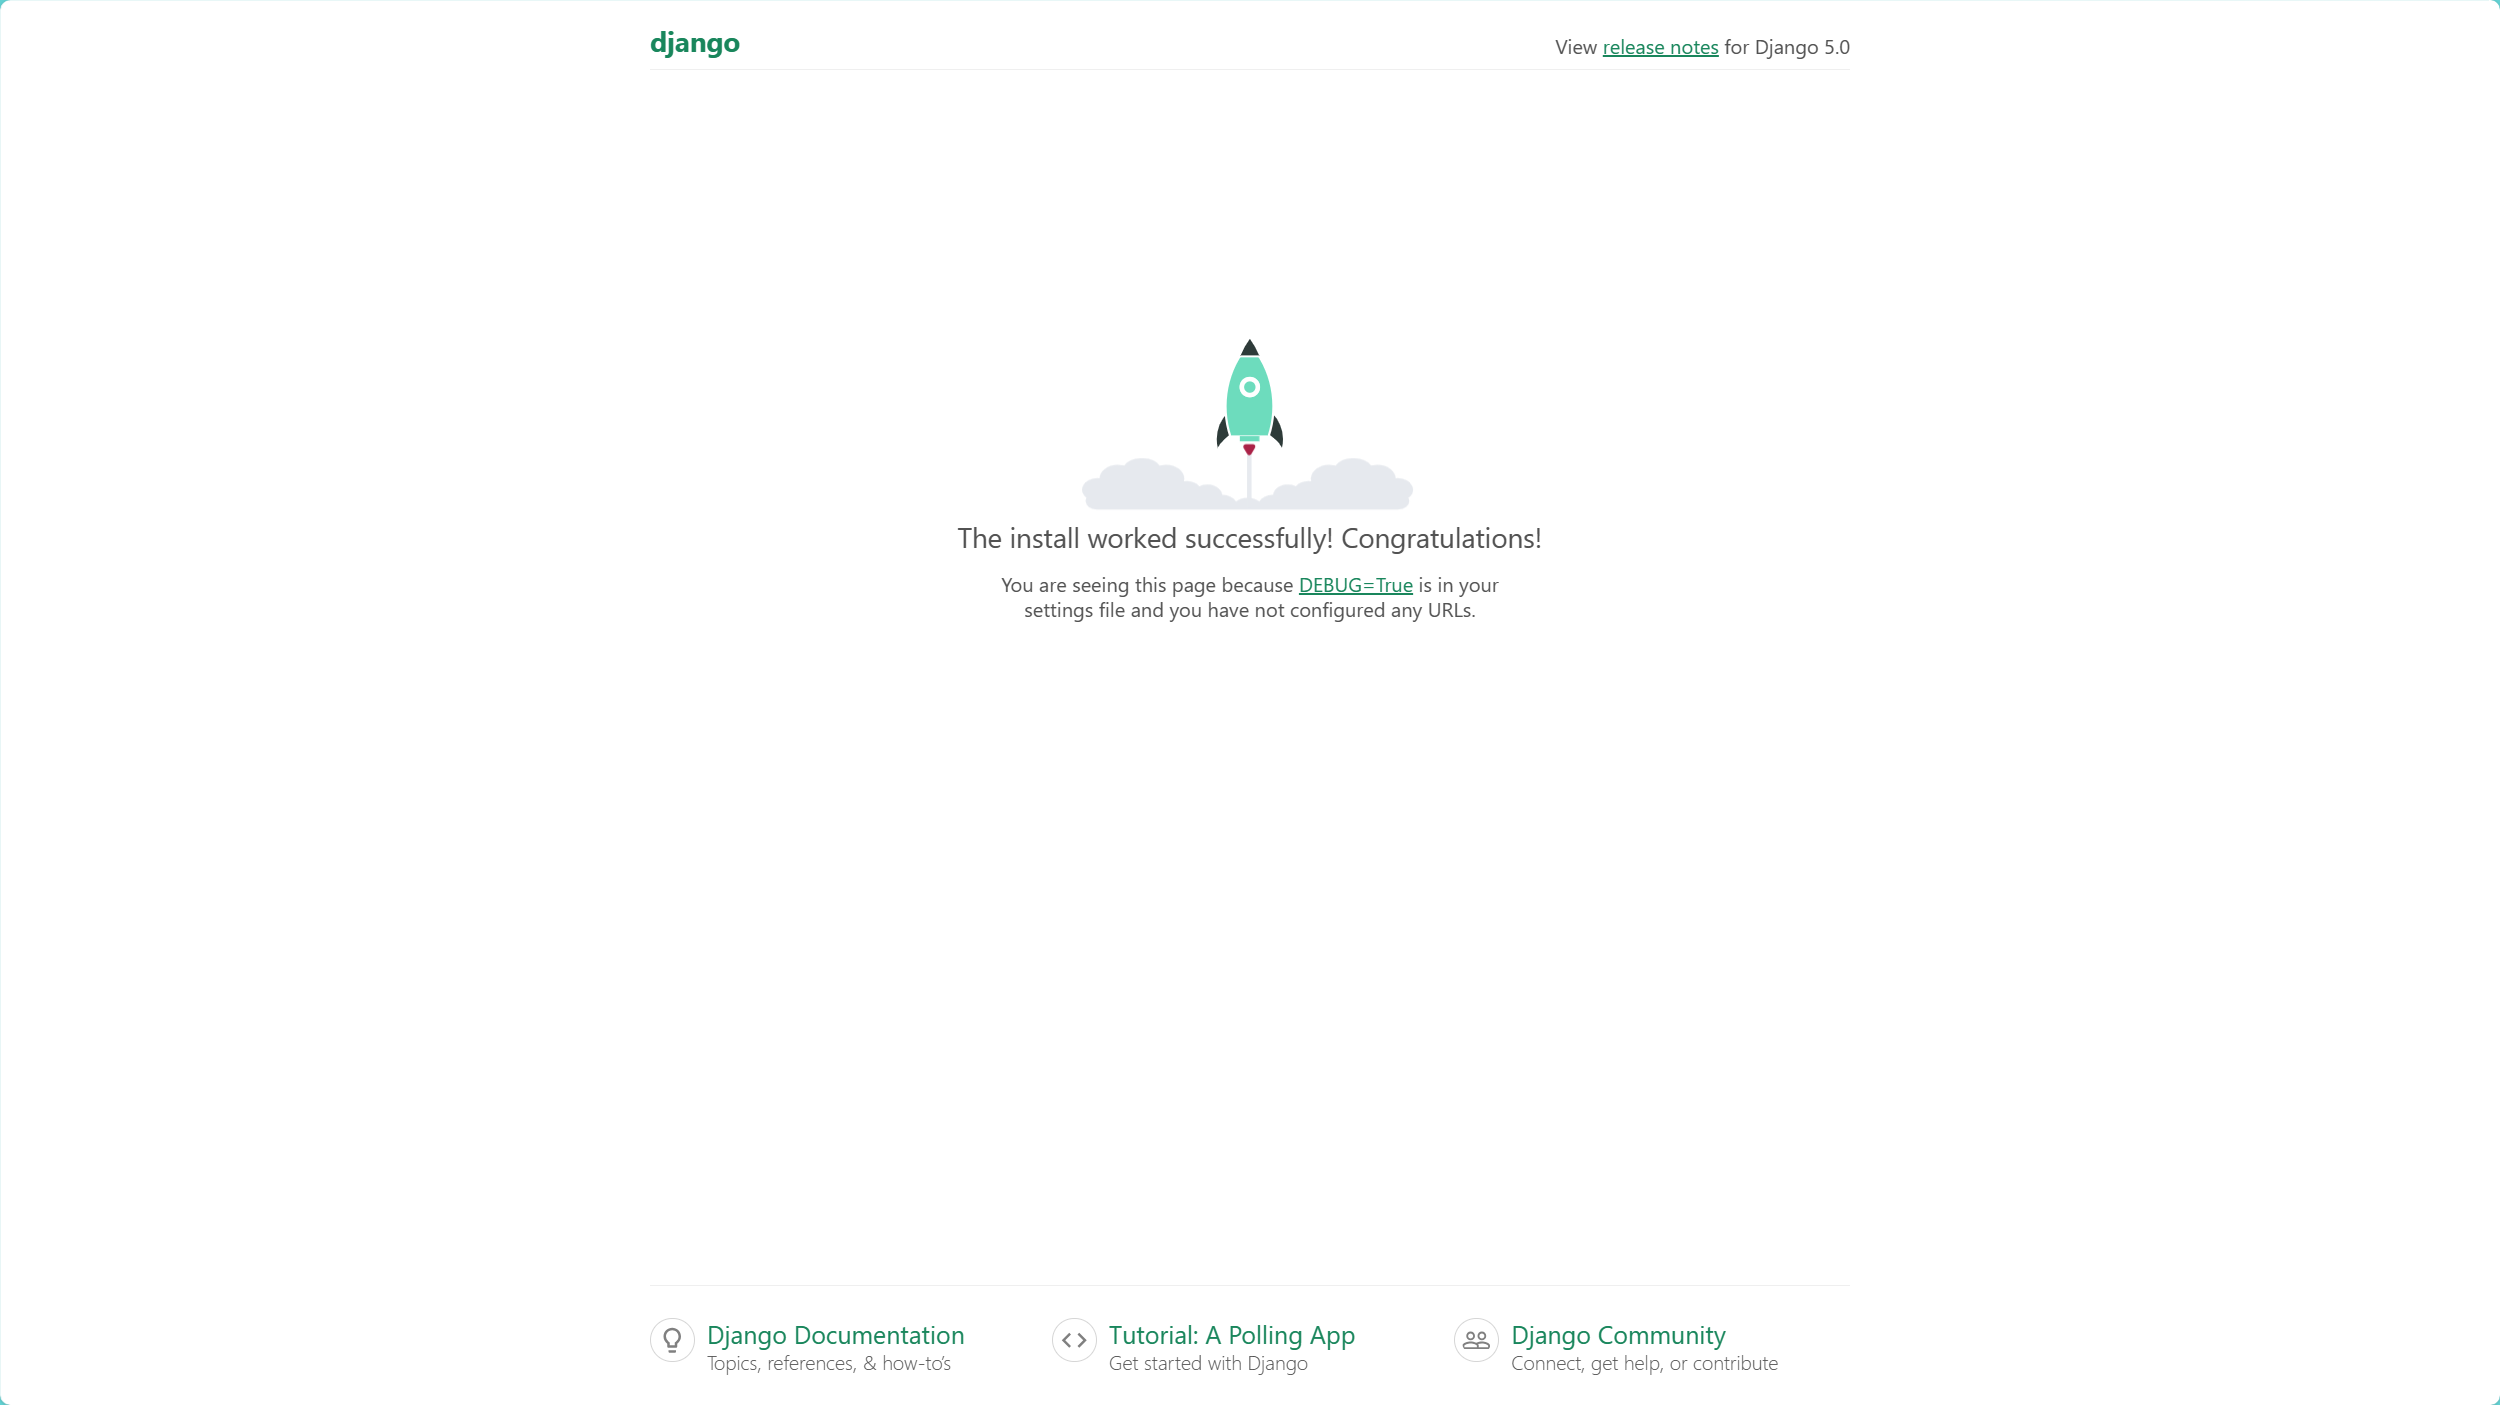 django
View release notes for Django 5.0
The install worked successfully! Congratulations!
You are seeing this page because DEBUG=True is in your
settings file and you have not configured any URLs.
Django Documentation
Topics, references, & how-to’s
Tutorial: A Polling App
Get started with Django
Django Community
Connect, get help, or contribute